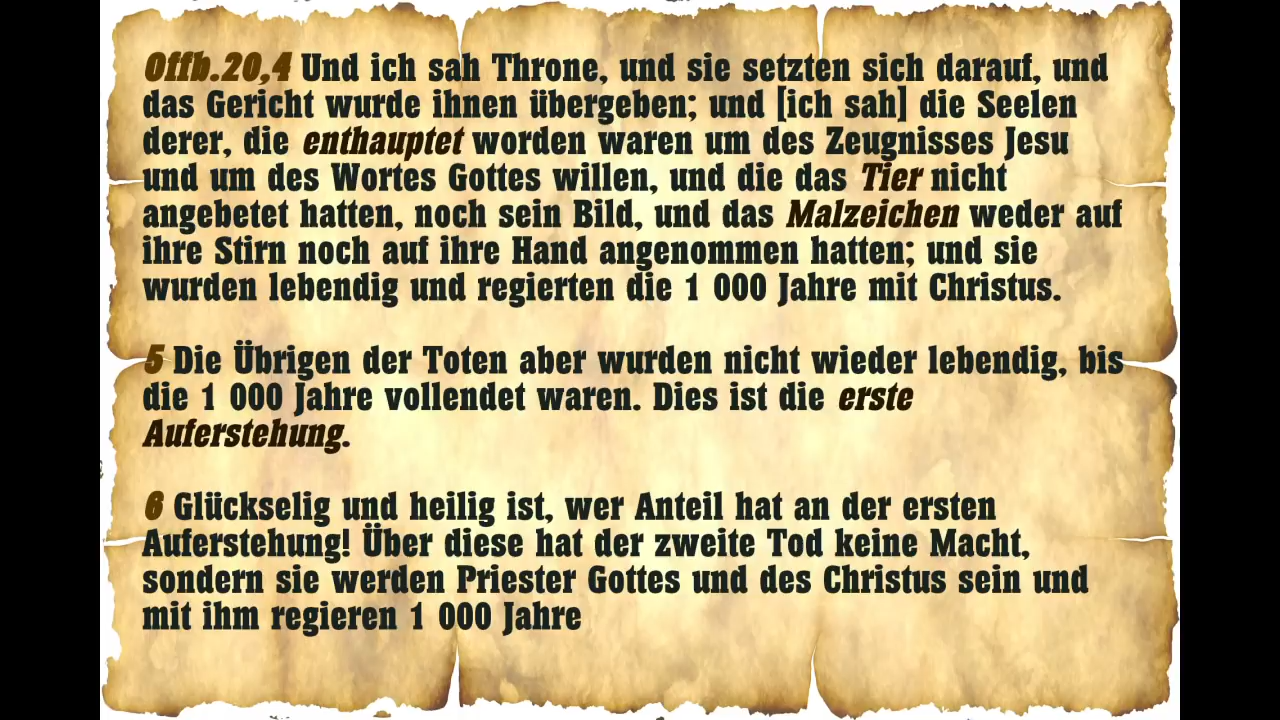 Offb.20,4 Und ich sah Throne, und sie setzten sich darauf, und
das Gericht wurde ihnen übergeben; und [ich sah] die Seelen
derer, die enthauptet worden waren um des Zeugnisses Jesu
und um des Wortes Gottes willen, und die das Tier nicht
angebetet hatten, noch sein Bild, und das Malzeichen weder auf
ihre Stirn noch auf ihre Hand angenommen hatten; und sie
wurden lebendig und regierten die 1 000 Jahre mit Christus.
5 Die Übrigen der Toten aber wurden nicht wieder lebendig, bis
die 1 000 Jahre vollendet waren. Dies ist die erste
Auferstehung.
6 Glückselig und heilig ist, wer Anteil hat an der ersten
Auferstehung! Über diese hat der zweite Tod keine Macht,
sondern sie werden Priester Gottes und des Christus sein und
mit ihm regieren 1 000 Jahre